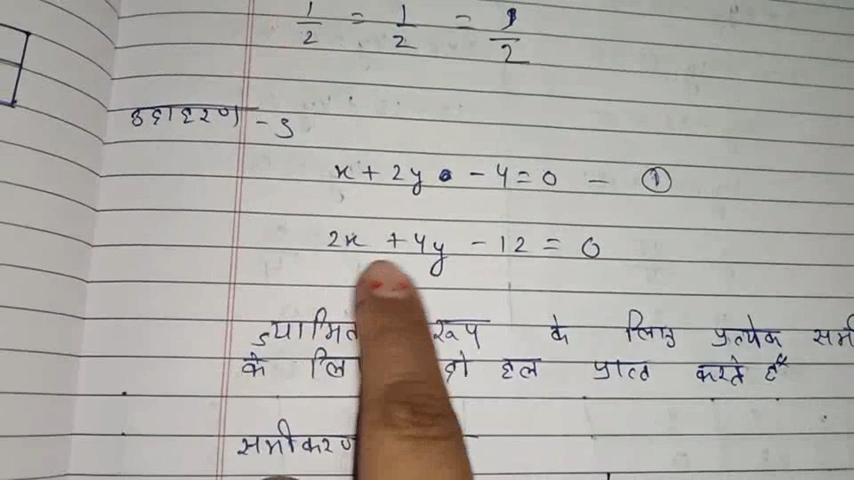 1/2 = 1/2 = 9/2
उदाहरण - 3
x + 2y - 4 = 0 - ①
2x + 4y - 12 = 0
के लिए प्रत्येक
के हल प्राप्त करते हैं
समीकरण